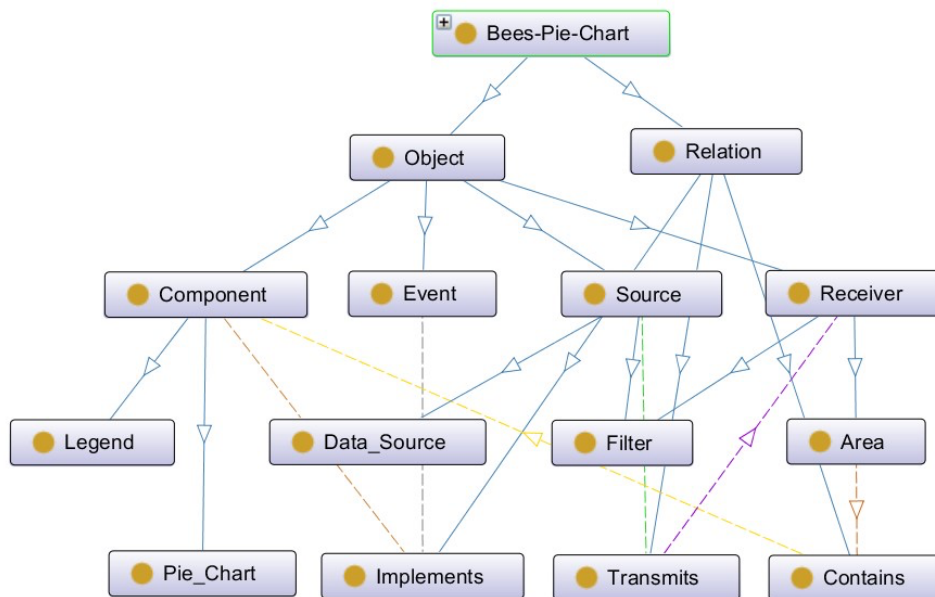 Bees-Pie-Chart
Object
Relation
Component
Event
Source
Receiver
Legend
Data_Source
Filter
Area
Pie_Chart
Implements
Transmits
Contains